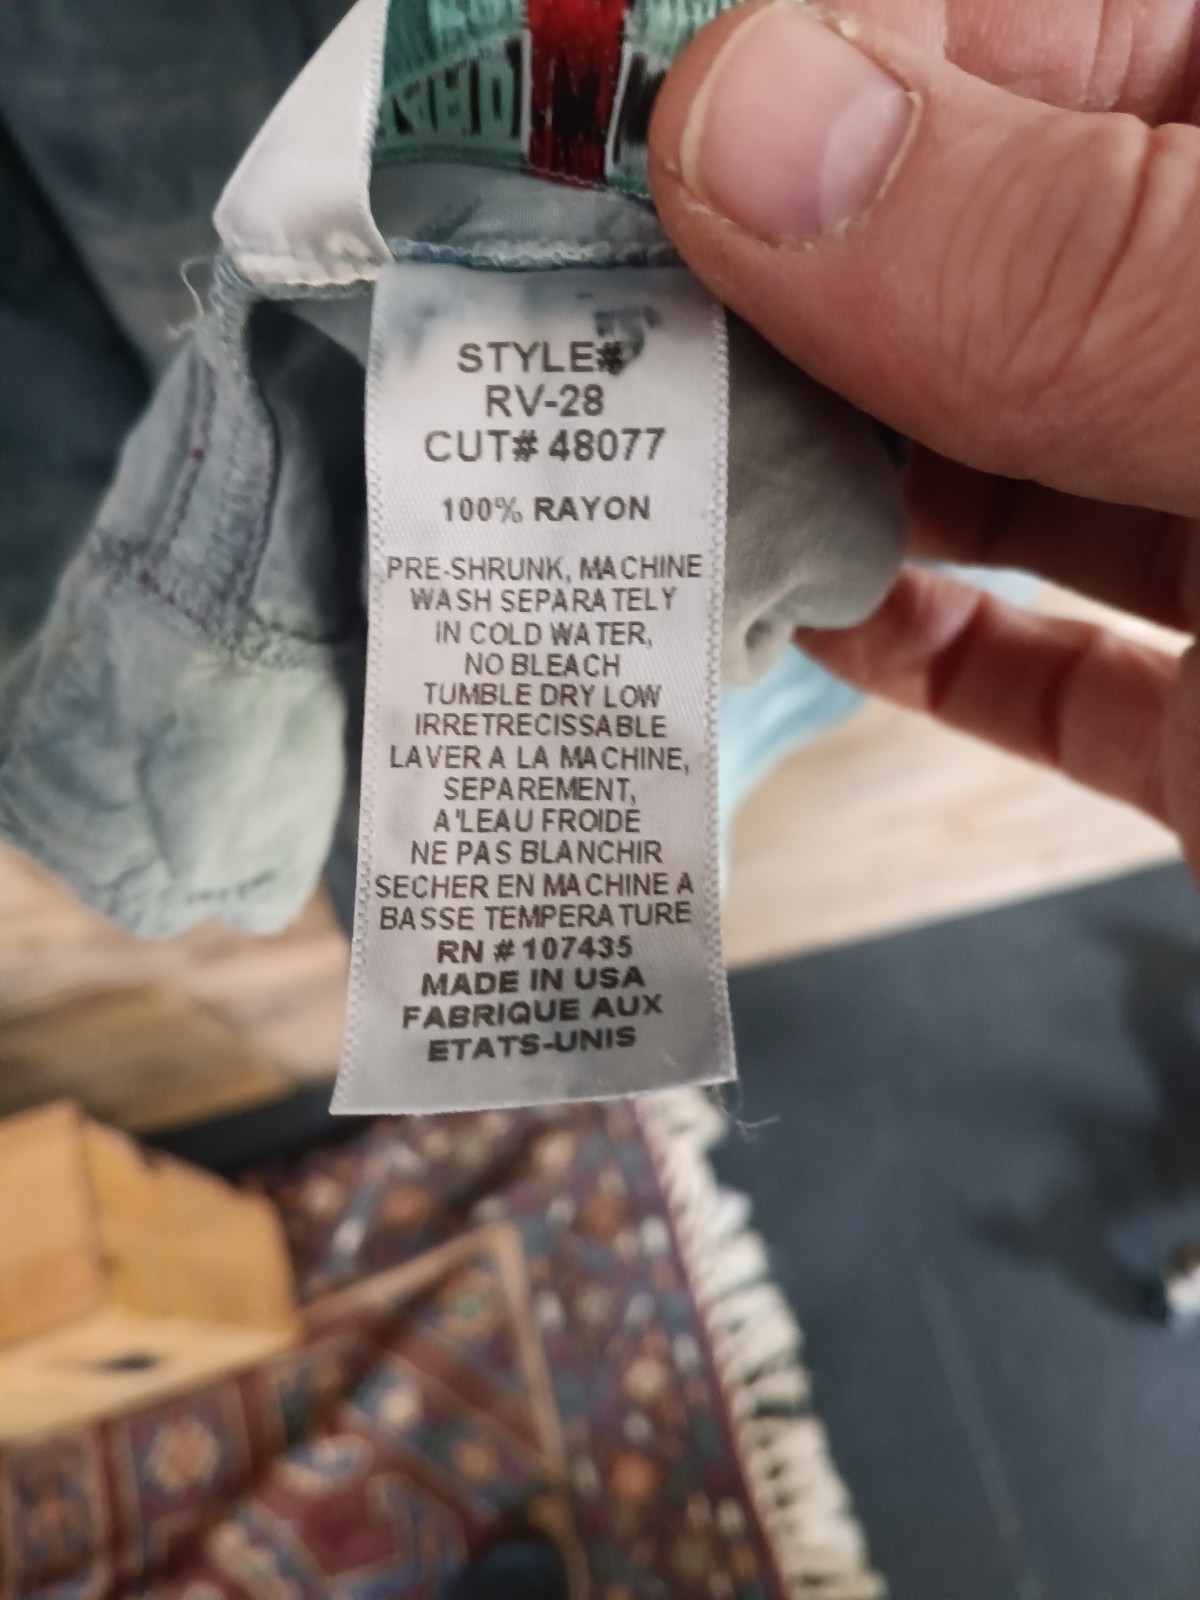 STYLE#
RV-28
CUT# 48077
100% RAYON
PRE-SHRUNK, MACHINE
WASH SEPARATELY
IN COLD WATER,
NO BLEACH
TUMBLE DRY LOW
IRRETRECISSABLE
LAVER A LA MACHINE,
SEPAREMENT,
A'LEAU FROIDE
NE PAS BLANCHIR
SECHER EN MACHINE A
BASSE TEMPERATURE
RN # 107435
MADE IN USA
FABRIQUE AUX
ETATS-UNIS